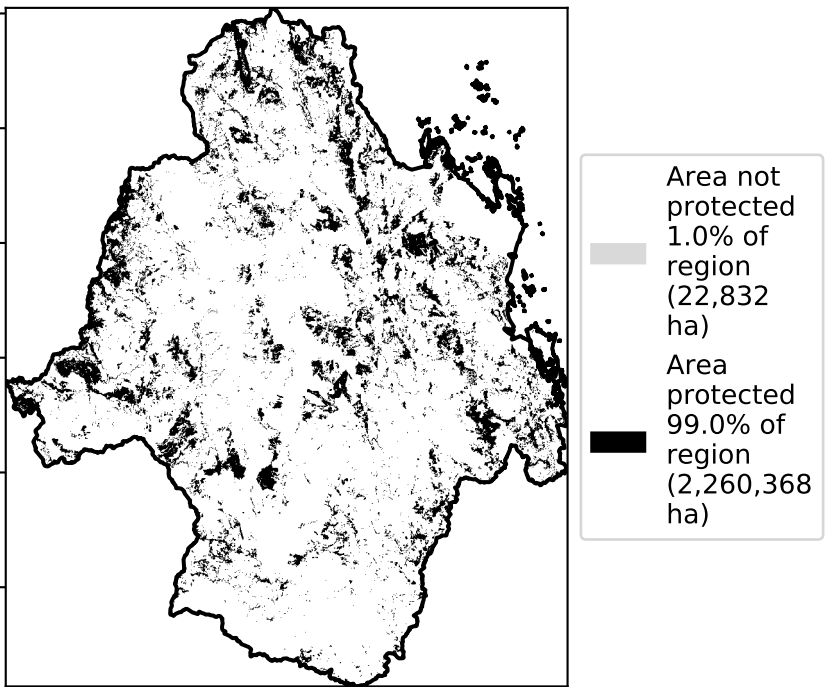 Area not
protected
1.0% of
region
(22,832
ha)
Area
protected
99.0% of
region
(2,260,368
ha)